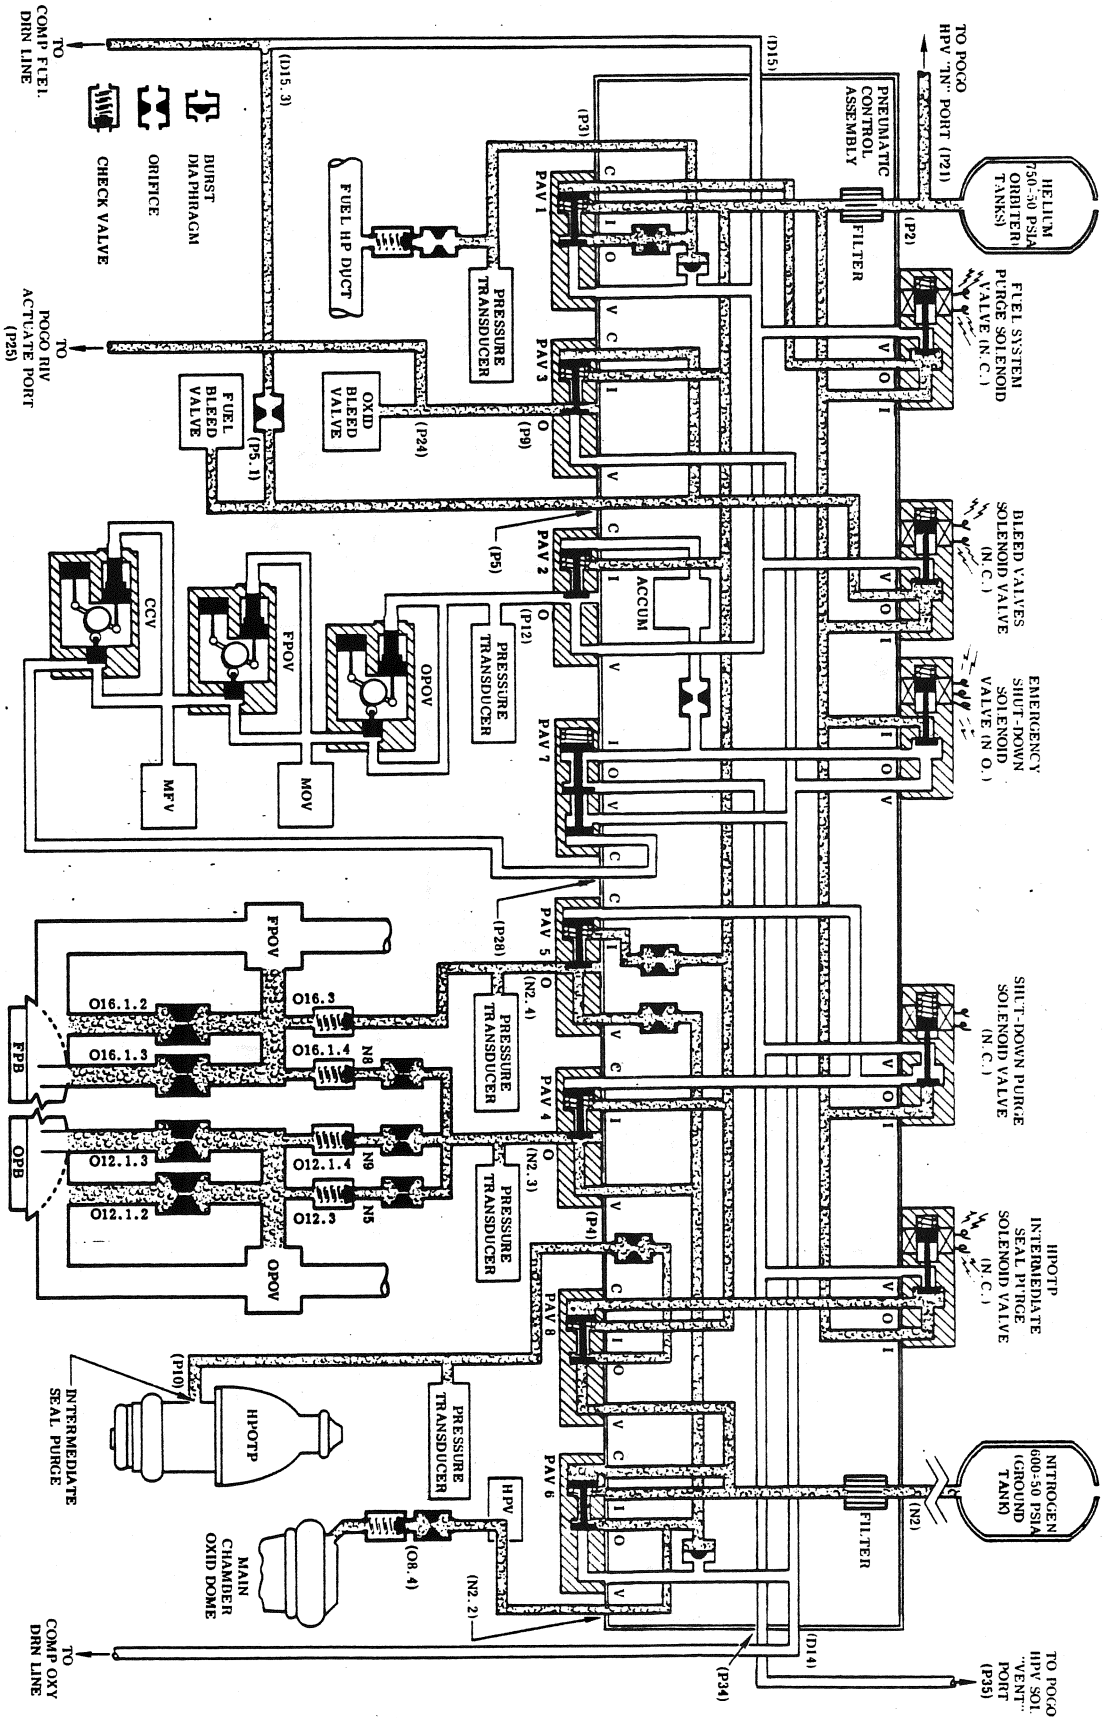 TO POGO
HPV "IN" PORT (P21)
HELIUM
750-50 PSIA
ORBITER
TANKS)
(P2)
FILTER
PNEUMATIC
CONTROL
ASSEMBLY
FUEL SYSTEM
PURGE SOLENOID
VALVE (N.C.)
V
O
I
BLEED VALVES
SOLENOID VALVE
(N.C.)
V
O
I
EMERGENCY
SHUT-DOWN
SOLENOID
VALVE (N O.)
I
O
V
SHUT-DOWN PURGE
SOLENOID VALVE
(N.C.)
V
O
I
HPOTP
INTERMEDIATE
SEAL PURGE
SOLENOID VALVE
(N.C.)
V
O
I
NITROGEN
600±50 PSIA
(GROUND
TANK)
(N2)
FILTER
TO POGO
HPV SOL
"VENT"
PORT
(P35)
(D15)
(D14)
(P34)
TO
COMP FUEL
DRN LINE
(D15.3)
BURST
DIAPHRAGM
ORIFICE
CHECK VALVE
(P3)
C
PAV 1
I
O
V
FUEL HP DUCT
PRESSURE
TRANSDUCER
TO
POGO RIV
ACTUATE PORT
(P25)
C
PAV 3
I
O
V
(P9)
(P24)
OXID
BLEED
VALVE
FUEL
BLEED
VALVE
(P5.1)
(P5)
C
PAV 2
I
O
V
ACCUM
(P12)
PRESSURE
TRANSDUCER
CCV
FPOV
OPOV
MFV
MOV
I
PAV 7
O
V
C
(P28)
C
PAV 5
I
O
V
(N2.4)
PRESSURE
TRANSDUCER
C
PAV 4
I
O
V
(N2.3)
PRESSURE
TRANSDUCER
FPOV
O16.3
O16.1.2
O16.1.3
O16.1.4
N8
N9
O12.1.4
O12.1.3
O12.1.2
O12.3
N5
FPB
OPB
OPOV
(P4)
C
PAV 8
I
O
V
PRESSURE
TRANSDUCER
(P10)
INTERMEDIATE
SEAL PURGE
HPOTP
C
PAV 6
I
O
V
HPV
(O8.4)
MAIN
CHAMBER
OXID DOME
(N2.2)
TO
COMP OXY
DRN LINE